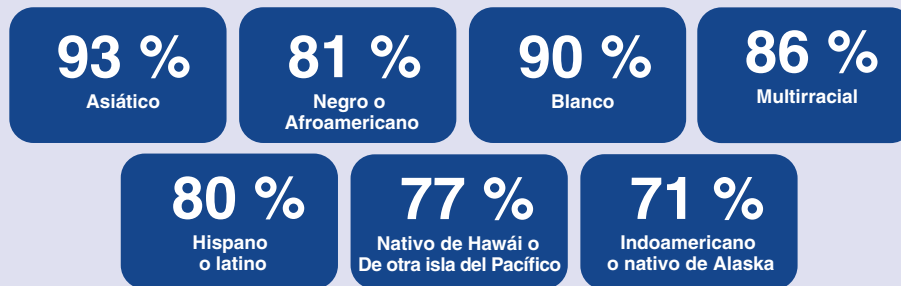 93 %
Asiático
81 %
Negro o
Afroamericano
90 %
Blanco
86 %
Multirracial
80 %
Hispano
o latino
77 %
Nativo de Hawái o
De otra isla del Pacífico
71 %
Indoamericano
o nativo de Alaska